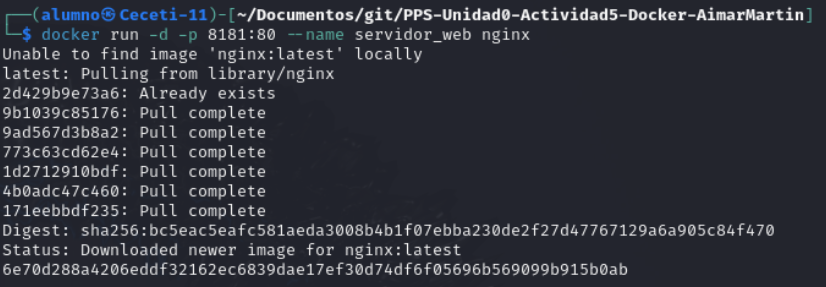 ┌──(alumno㉿Ceceti-11)-[~/Documentos/git/PPS-Unidad0-Actividad5-Docker-AimarMartin]
└─$ docker run -d -p 8181:80 --name servidor_web nginx
Unable to find image 'nginx:latest' locally
latest: Pulling from library/nginx
2d429b9e73a6: Already exists
9b1039c85176: Pull complete
9ad567d3b8a2: Pull complete
773c63cd62e4: Pull complete
1d2712910bdf: Pull complete
4b0adc47c460: Pull complete
171eebbdf235: Pull complete
Digest: sha256:bc5eac5eafc581aeda3008b4b1f07ebba230de2f27d47767129a6a905c84f470
Status: Downloaded newer image for nginx:latest
6e70d288a4206eddf32162ec6839dae17ef30d74df6f05696b569099b915b0ab